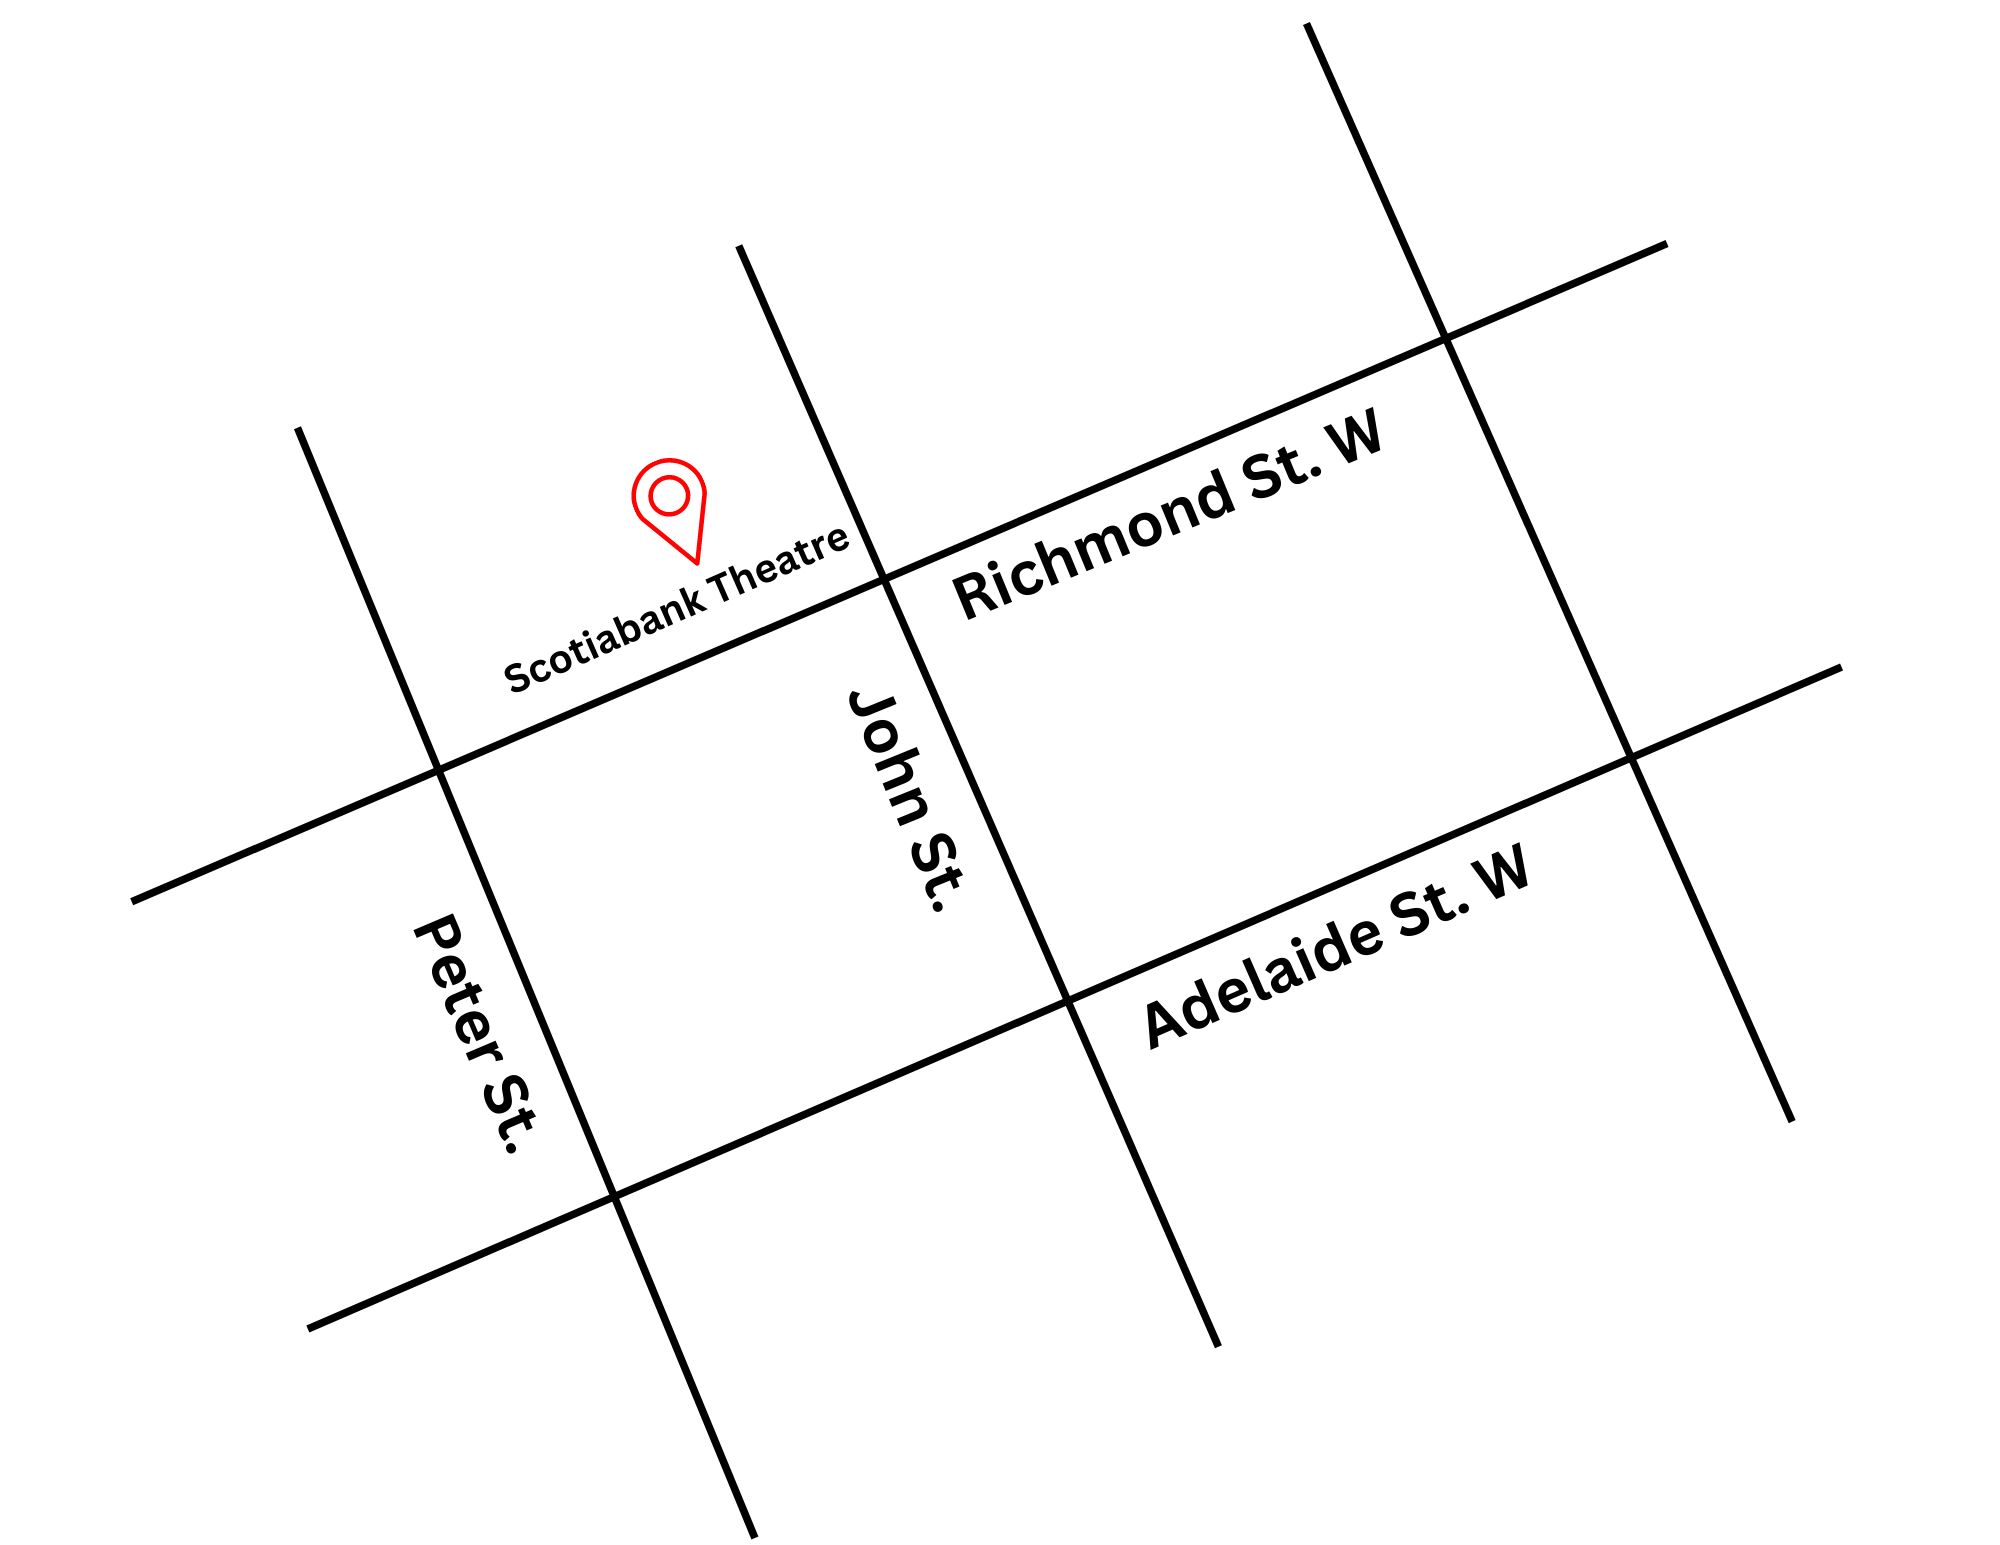 Scotiabank Theatre
Richmond St. W
John St.
Adelaide St. W
Peter St.